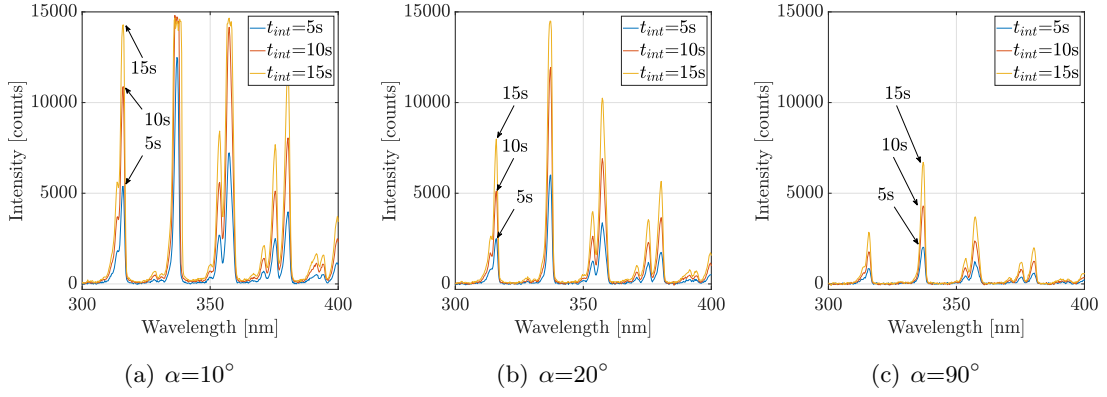 15000
10000
5000
0
300
350
400
Intensity [counts]
Wavelength [nm]
t_int=5s
t_int=10s
t_int=15s
15s
10s
5s
(a) α=10°
15000
10000
5000
0
300
350
400
Intensity [counts]
Wavelength [nm]
t_int=5s
t_int=10s
t_int=15s
15s
10s
5s
(b) α=20°
15000
10000
5000
0
300
350
400
Intensity [counts]
Wavelength [nm]
t_int=5s
t_int=10s
t_int=15s
15s
10s
5s
(c) α=90°